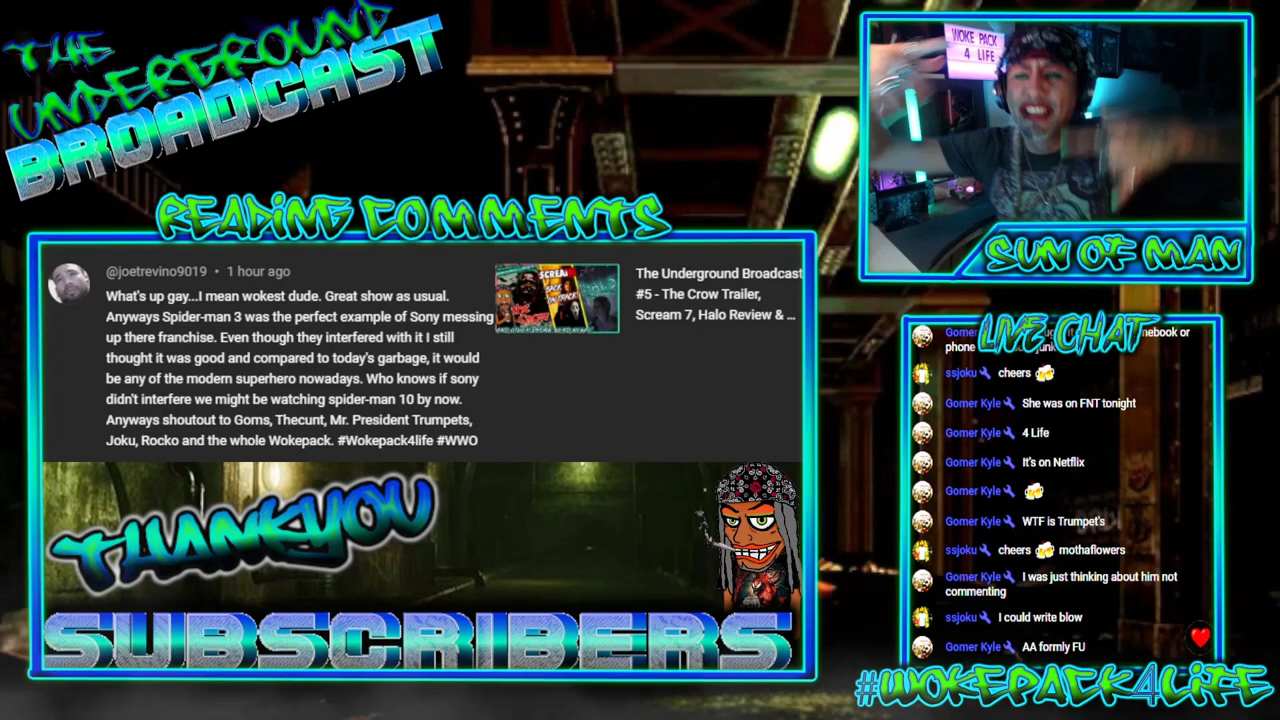 THE
UNDERGROUND
BROADCAST
READING COMMENTS
@joetrevino9019 • 1 hour ago
What's up gay...I mean wokest dude. Great show as usual.
Anyways Spider-man 3 was the perfect example of Sony messing
up there franchise. Even though they interfered with it I still
thought it was good and compared to today's garbage, it would
be any of the modern superhero nowadays. Who knows if sony
didn't interfere we might be watching spider-man 10 by now.
Anyways shoutout to Goms, Thecunt, Mr. President Trumpets,
Joku, Rocko and the whole Wokepack. #Wokepack4life #WWO
SCREAM
BACK
ON TRACK!
The Underground Broadcast
#5 - The Crow Trailer,
Scream 7, Halo Review & ...
THANKYOU
SUBSCRIBERS
WOKE PACK
4 LIFE
SUN OF MAN
LIVE CHAT
Gomer
phone
ssjoku cheers
Gomer Kyle She was on FNT tonight
Gomer Kyle 4 Life
Gomer Kyle It's on Netflix
Gomer Kyle
Gomer Kyle WTF is Trumpet's
ssjoku cheers mothaflowers
Gomer Kyle I was just thinking about him not
commenting
ssjoku I could write blow
Gomer Kyle AA formly FU
#WOKEPACK4LIFE